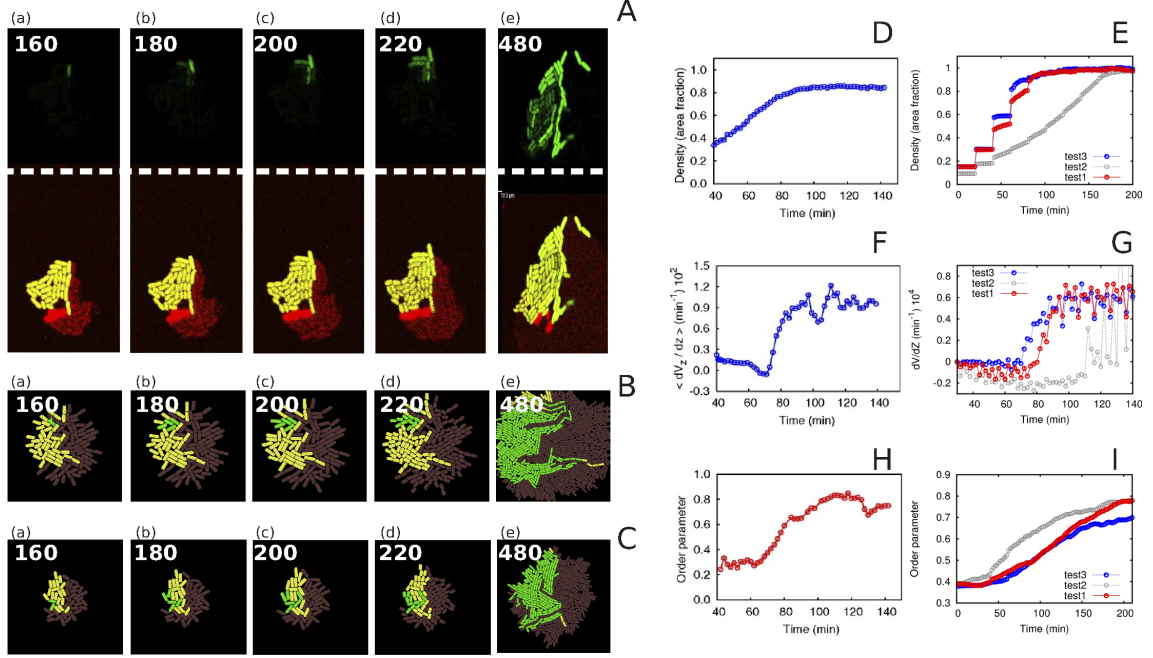 A
(a) (b) (c) (d) (e)
160 180 200 220 480
B
(a) (b) (c) (d) (e)
160 180 200 220 480
C
(a) (b) (c) (d) (e)
160 180 200 220 480
D
Density (area fraction)
1.0
0.8
0.6
0.4
0.2
0.0
40 60 80 100 120 140
Time (min)
E
Density (area fraction)
1
0.8
0.6
0.4
0.2
0
0 50 100 150 200
Time (min)
test3
test2
test1
F
< dVz / dz > (min⁻¹) 10²
1.5
1.2
0.9
0.6
0.3
0.0
-0.3
40 60 80 100 120 140
Time (min)
G
dV/dZ (min⁻¹) 10⁴
0.8
0.6
0.4
0.2
0
-0.2
40 60 80 100 120 140
Time (min)
test3
test2
test1
H
Order parameter
1.0
0.8
0.6
0.4
0.2
0.0
40 60 80 100 120 140
Time (min)
I
Order parameter
0.9
0.8
0.7
0.6
0.5
0.4
0.3
0 50 100 150 200
Time (min)
test3
test2
test1